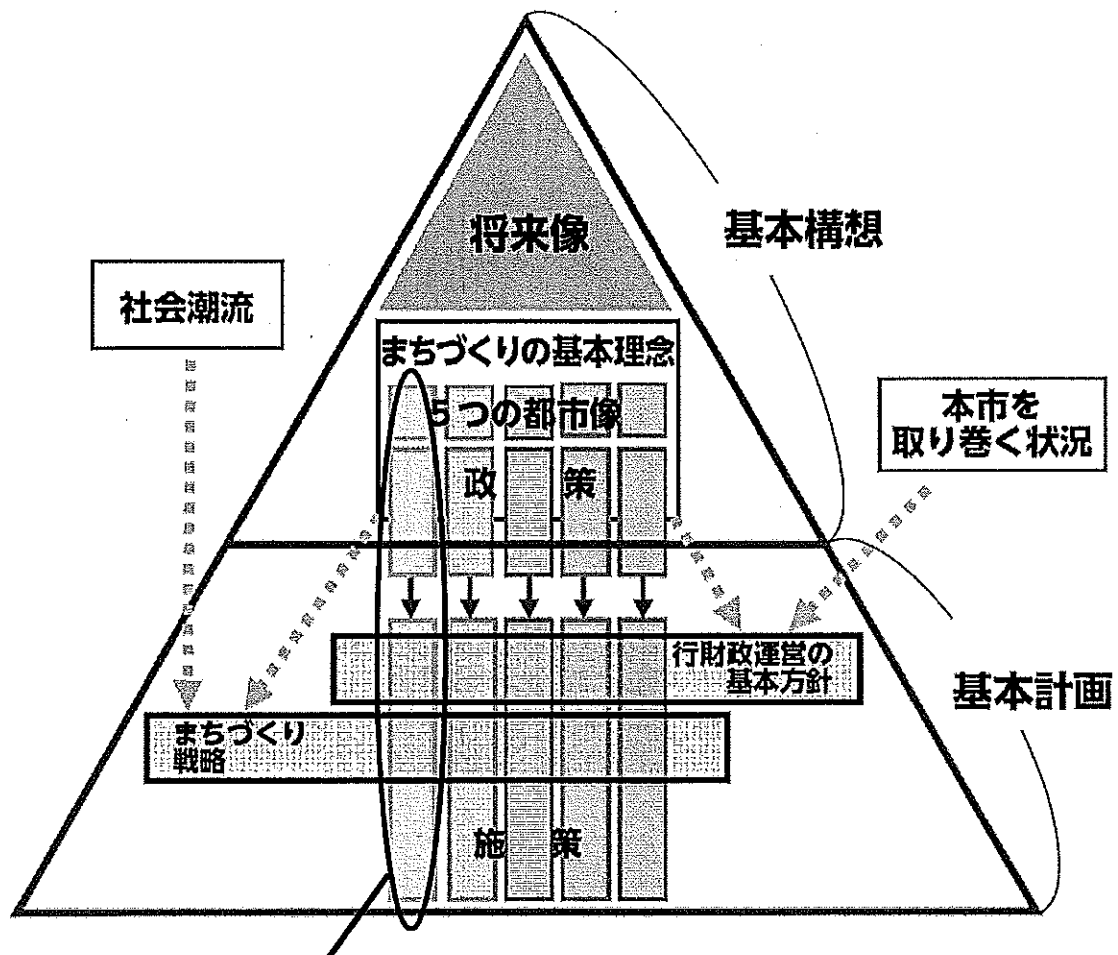 将来像
基本構想
社会潮流
まちづくりの基本理念
5つの都市像
本市を
取り巻く状況
政策
行財政運営の
基本方針
基本計画
まちづくり
戦略
施策